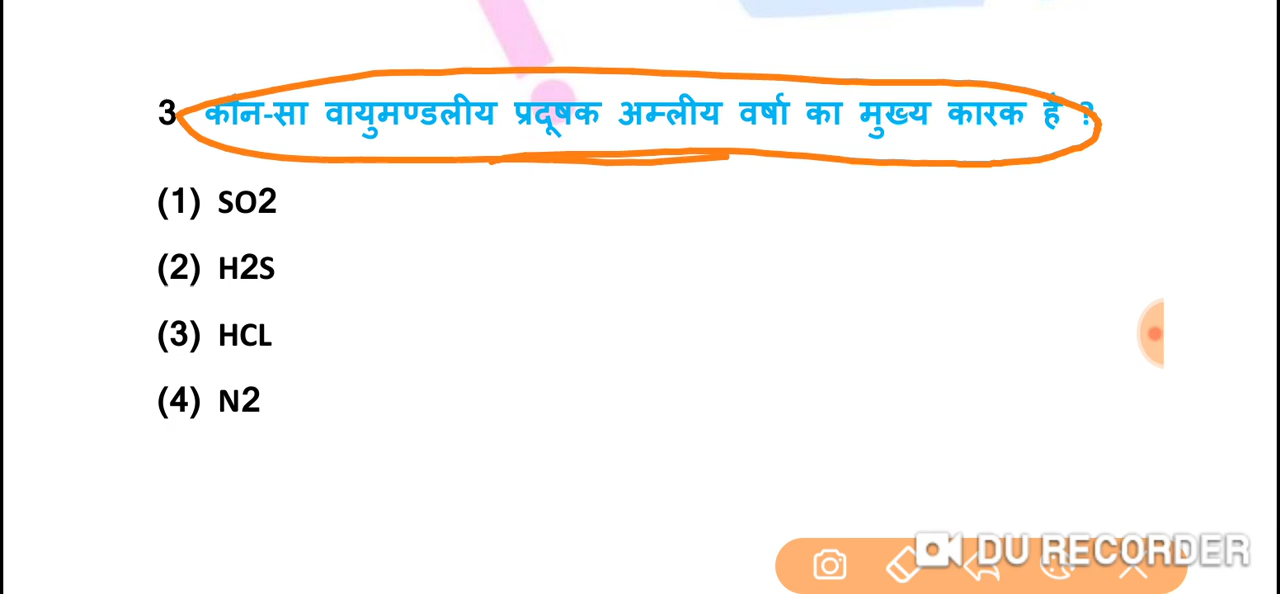 3 कौन-सा वायुमण्डलीय प्रदूषक अम्लीय वर्षा का मुख्य कारक है ?
(1) SO2
(2) H2S
(3) HCL
(4) N2
DU RECORDER